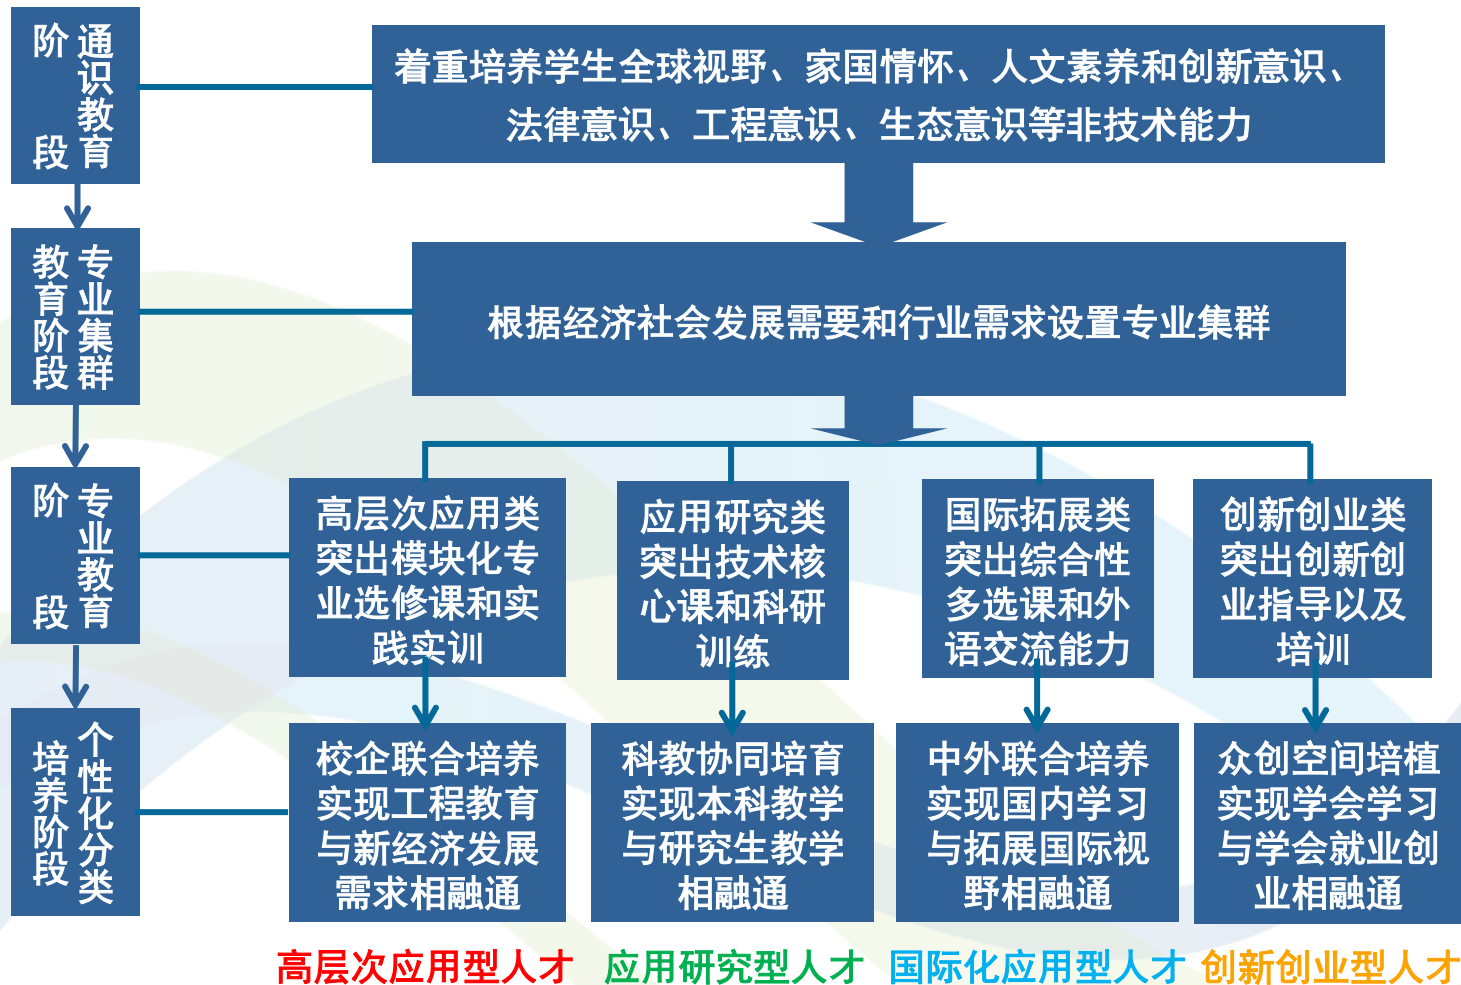 通识教育
阶段
着重培养学生全球视野、家国情怀、人文素养和创新意识、
法律意识、工程意识、生态意识等非技术能力
专业集群
教育阶段
根据经济社会发展需要和行业需求设置专业集群
专业教育
阶段
高层次应用类
突出模块化专
业选修课和实
践实训
应用研究类
突出技术核
心课和科研
训练
国际拓展类
突出综合性
多选课和外
语交流能力
创新创业类
突出创新创
业指导以及
培训
个性化分类
培养阶段
校企联合培养
实现工程教育
与新经济发展
需求相融通
科教协同培育
实现本科教学
与研究生教学
相融通
中外联合培养
实现国内学习
与拓展国际视
野相融通
众创空间培植
实现学会学习
与学会就业创
业相融通
高层次应用型人才
应用研究型人才
国际化应用型人才
创新创业型人才